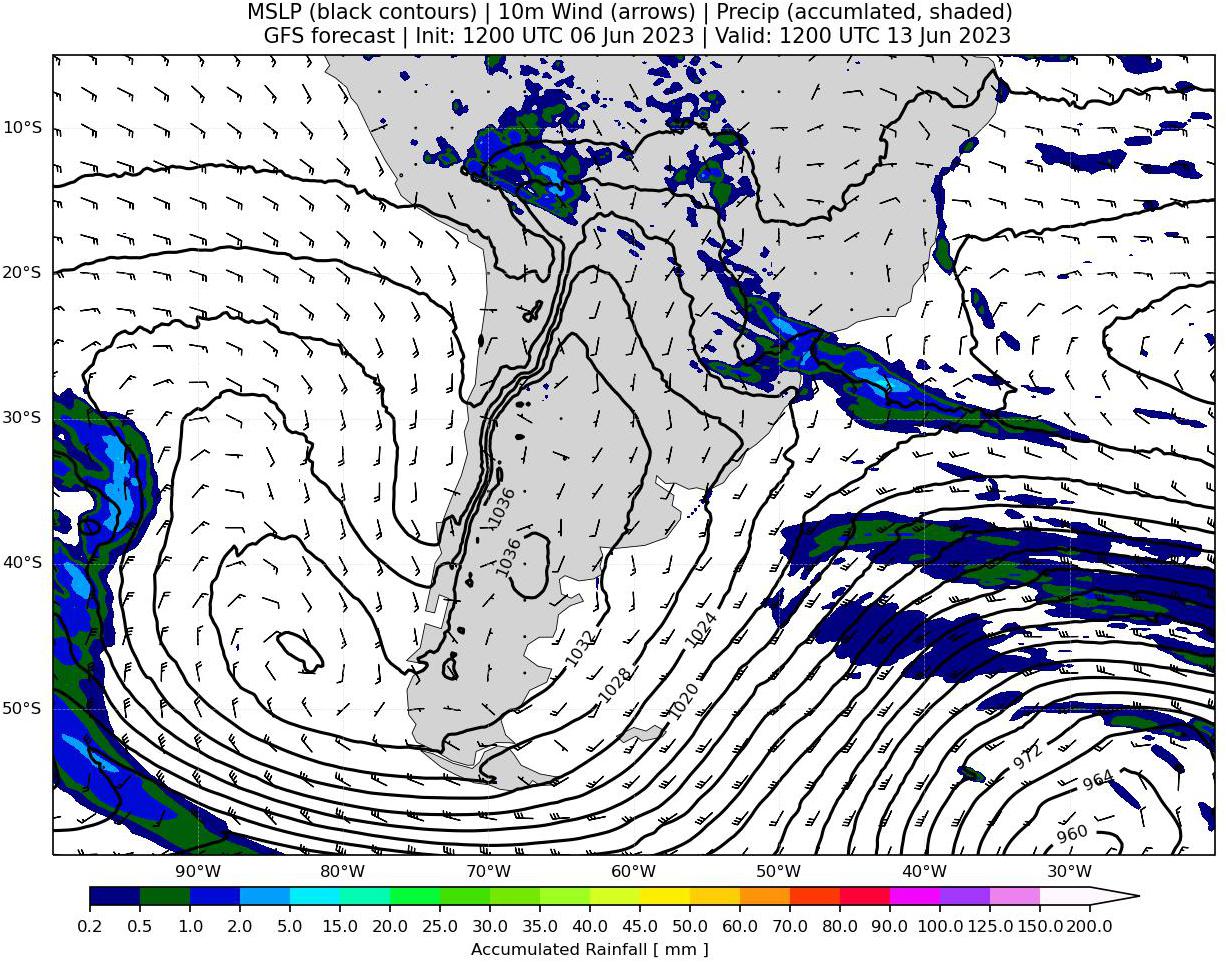 MSLP (black contours) | 10m Wind (arrows) | Precip (accumlated, shaded)
GFS forecast | Init: 1200 UTC 06 Jun 2023 | Valid: 1200 UTC 13 Jun 2023
10°S
20°S
30°S
1036
40°S
1036
1032
1024
1028
1020
50°S
972
964
960
90°W 80°W 70°W 60°W 50°W 40°W 30°W
0.2 0.5 1.0 2.0 5.0 10.0 15.0 20.0 25.0 30.0 35.0 40.0 45.0 50.0 60.0 70.0 80.0 90.0 100.0 125.0 150.0 200.0
Accumulated Rainfall [ mm ]